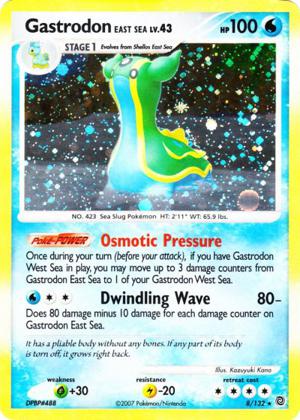 Gastrodon EAST SEA LV.43 HP 100
STAGE 1 Evolves from Shellos East Sea
NO. 423 Sea Slug Pokémon HT: 2'11" WT: 65.9 lbs.
Poké-POWER Osmotic Pressure
Once during your turn (before your attack), if you have Gastrodon
West Sea in play, you may move up to 3 damage counters from
Gastrodon East Sea to 1 of your Gastrodon West Sea.
Dwindling Wave 80-
Does 80 damage minus 10 damage for each damage counter on
Gastrodon East Sea.
It has a pliable body without any bones. If any part of its body
is torn off, it can grow right back.
Illus. Kazuyuki Kano
weakness resistance retreat cost
+30 -20
DPBP#488 ©2007 Pokémon/Nintendo 8/132 ★